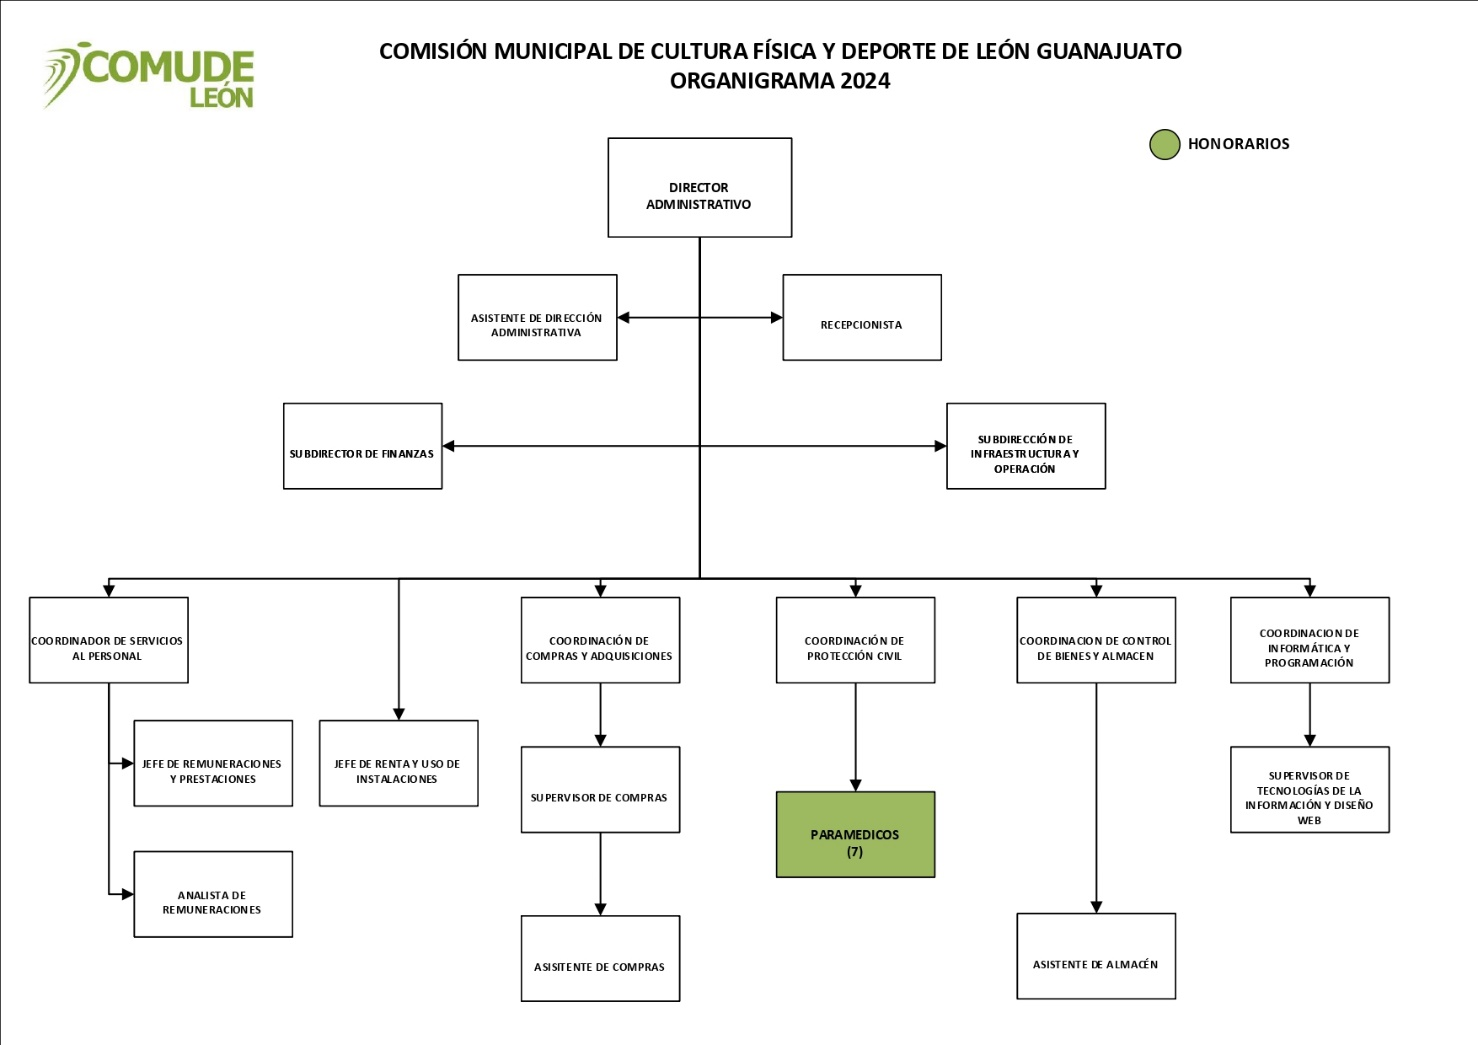 COMUDE
LEÓN
COMISIÓN MUNICIPAL DE CULTURA FÍSICA Y DEPORTE DE LEÓN GUANAJUATO
ORGANIGRAMA 2024
HONORARIOS
DIRECTOR
ADMINISTRATIVO
ASISTENTE DE DIRECCIÓN
ADMINISTRATIVA
RECEPCIONISTA
SUBDIRECTOR DE FINANZAS
SUBDIRECCIÓN DE
INFRAESTRUCTURA Y
OPERACIÓN
COORDINADOR DE SERVICIOS
AL PERSONAL
COORDINACIÓN DE
COMPRAS Y ADQUISICIONES
COORDINACIÓN DE
PROTECCIÓN CIVIL
COORDINACION DE CONTROL
DE BIENES Y ALMACEN
COORDINACION DE
INFORMÁTICA Y
PROGRAMACIÓN
JEFE DE REMUNERACIONES
Y PRESTACIONES
JEFE DE RENTA Y USO DE
INSTALACIONES
SUPERVISOR DE COMPRAS
PARAMEDICOS
(7)
SUPERVISOR DE
TECNOLOGÍAS DE LA
INFORMACIÓN Y DISEÑO
WEB
ANALISTA DE
REMUNERACIONES
ASISITENTE DE COMPRAS
ASISTENTE DE ALMACÉN